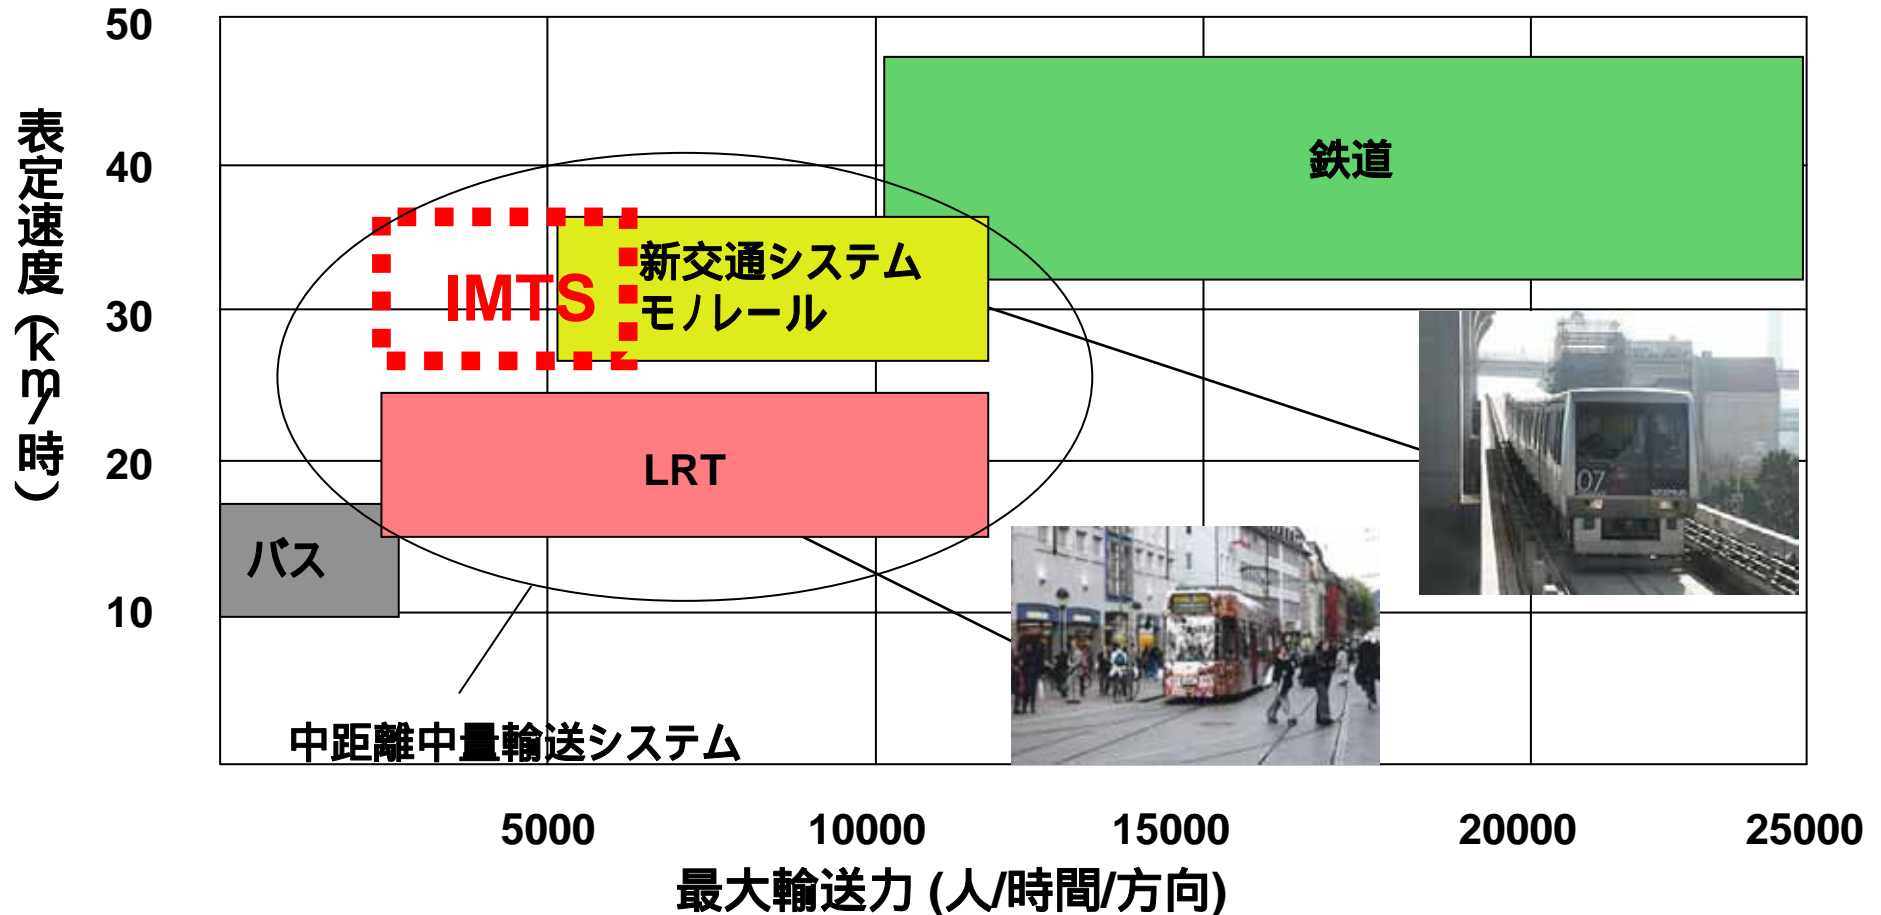 50
40
30
20
10
表定速度(km/時)
鉄道
新交通システム
モノレール
IMTS
LRT
バス
07
中距離中量輸送システム
5000
10000
15000
20000
25000
最大輸送力 (人/時間/方向)